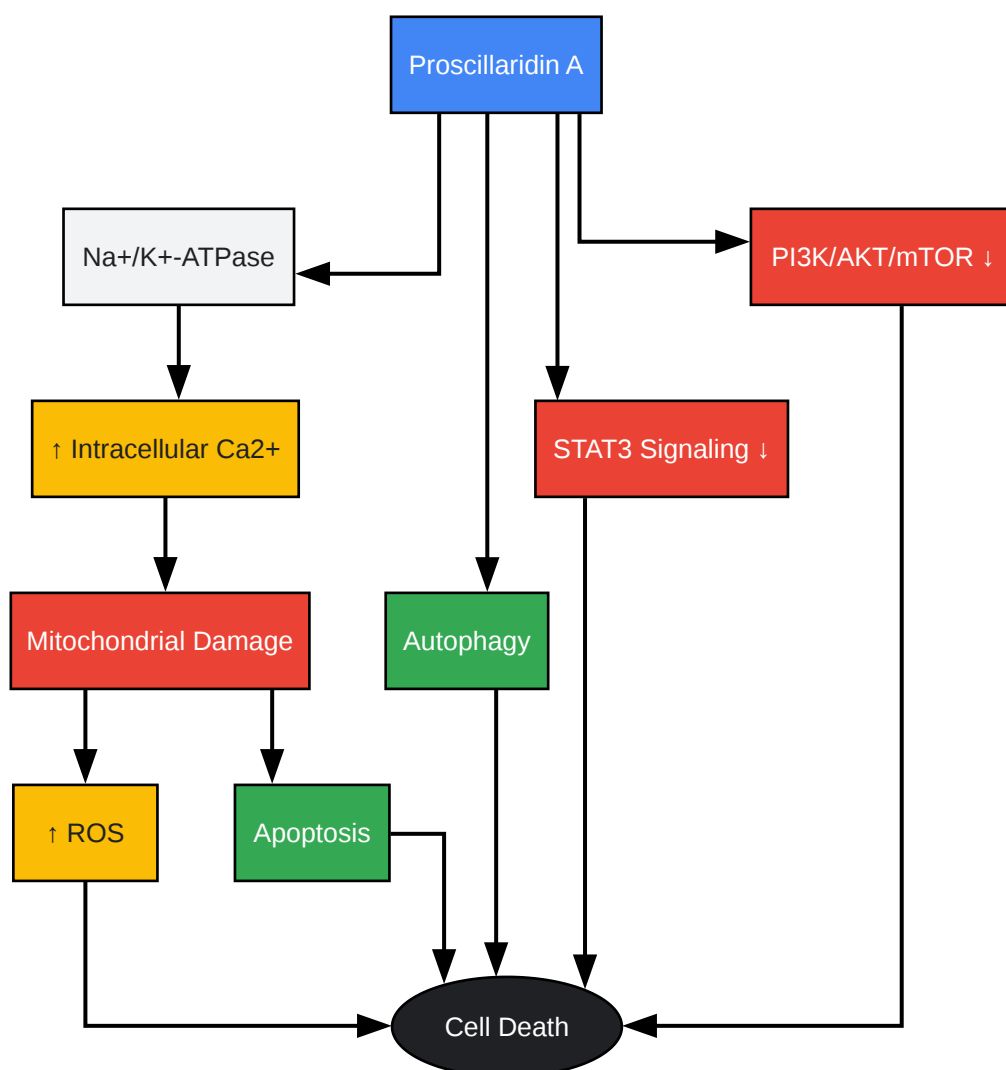 Proscillaridin A
Na+/K+-ATPase
PI3K/AKT/mTOR ↓
↑ Intracellular Ca2+
STAT3 Signaling ↓
Mitochondrial Damage
Autophagy
↑ ROS
Apoptosis
Cell Death